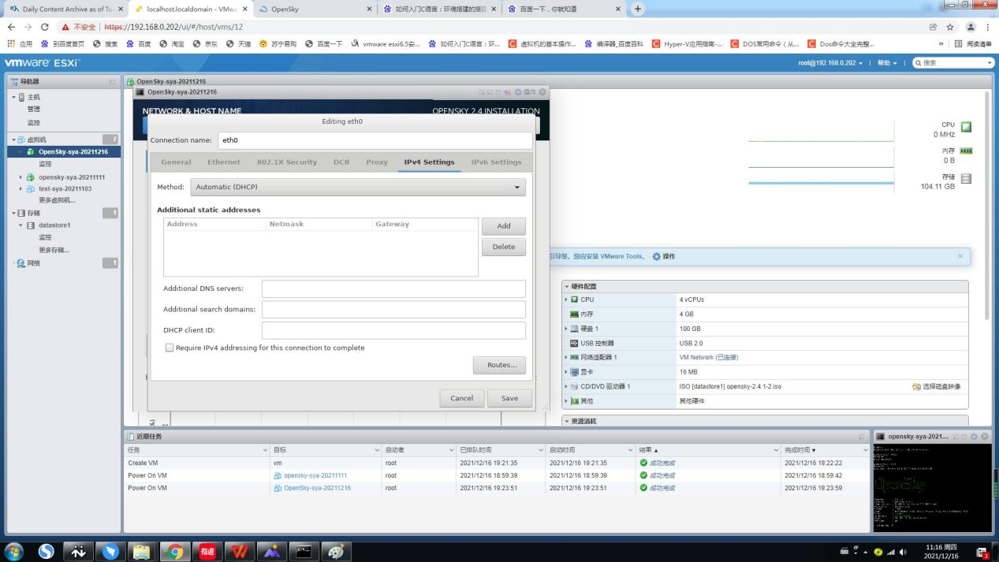 Daily Content Archive as of Tu
localhost.localdomain - VMw
OpenSky
如何入门C语言：环境搭建的搭
百度一下，你就知道
不安全 | https://192.168.0.202/ui/#/host/vms/12
应用 到百度首页 搜索 百度 淘宝 京东 天猫 苏宁易购 百度一下 vmware esxi6.5安... 如何入门C语言：环... 虚拟机的基本操作... 编译器_百度百科 Hyper-V应用指南-... DOS常用命令（从... Dos命令大全完整... » 阅读清单
vmware ESXi™
root@192.168.0.202 | 帮助 | 搜索
导航器
主机
管理
监控
虚拟机 7
OpenSky-sya-20211216
监控
opensky-sya-20211111
test-sya-20211103
更多虚拟机...
存储 1
datastore1
监控
更多存储...
网络 1
OpenSky-sya-20211216
OpenSky-sya-20211216 操作
NETWORK & HOST NAME OPENSKY 2.4 INSTALLATION
Editing eth0
Connection name: eth0
General Ethernet 802.1X Security DCB Proxy IPv4 Settings IPv6 Settings
Method: Automatic (DHCP)
Additional static addresses
Address Netmask Gateway
Add
Delete
Additional DNS servers:
Additional search domains:
DHCP client ID:
Require IPv4 addressing for this connection to complete
Routes...
Cancel Save
CPU
0 MHz
内存
0 B
存储
104.11 GB
引导等。您应安装 VMware Tools。 操作
硬件配置
CPU 4 vCPUs
内存 4 GB
硬盘 1 100 GB
USB 控制器 USB 2.0
网络适配器 1 VM Network (已连接)
显卡 16 MB
CD/DVD 驱动器 1 ISO [datastore1] opensky-2.4.1-2.iso 选择磁盘映像
其他 其他硬件
资源消耗
近期任务
任务 目标 启动者 已排队时间 启动时间 结果 ▲ 完成时间 ▼
Create VM vm root 2021/12/16 19:21:35 2021/12/16 19:21:35 成功完成 2021/12/16 19:22:22
Power On VM opensky-sya-20211111 root 2021/12/16 18:59:39 2021/12/16 18:59:39 成功完成 2021/12/16 18:59:42
Power On VM OpenSky-sya-20211216 root 2021/12/16 19:23:51 2021/12/16 19:23:51 成功完成 2021/12/16 19:23:59
opensky-sya-2021...
OpenSky
有道
11:16 周四
2021/12/16
3